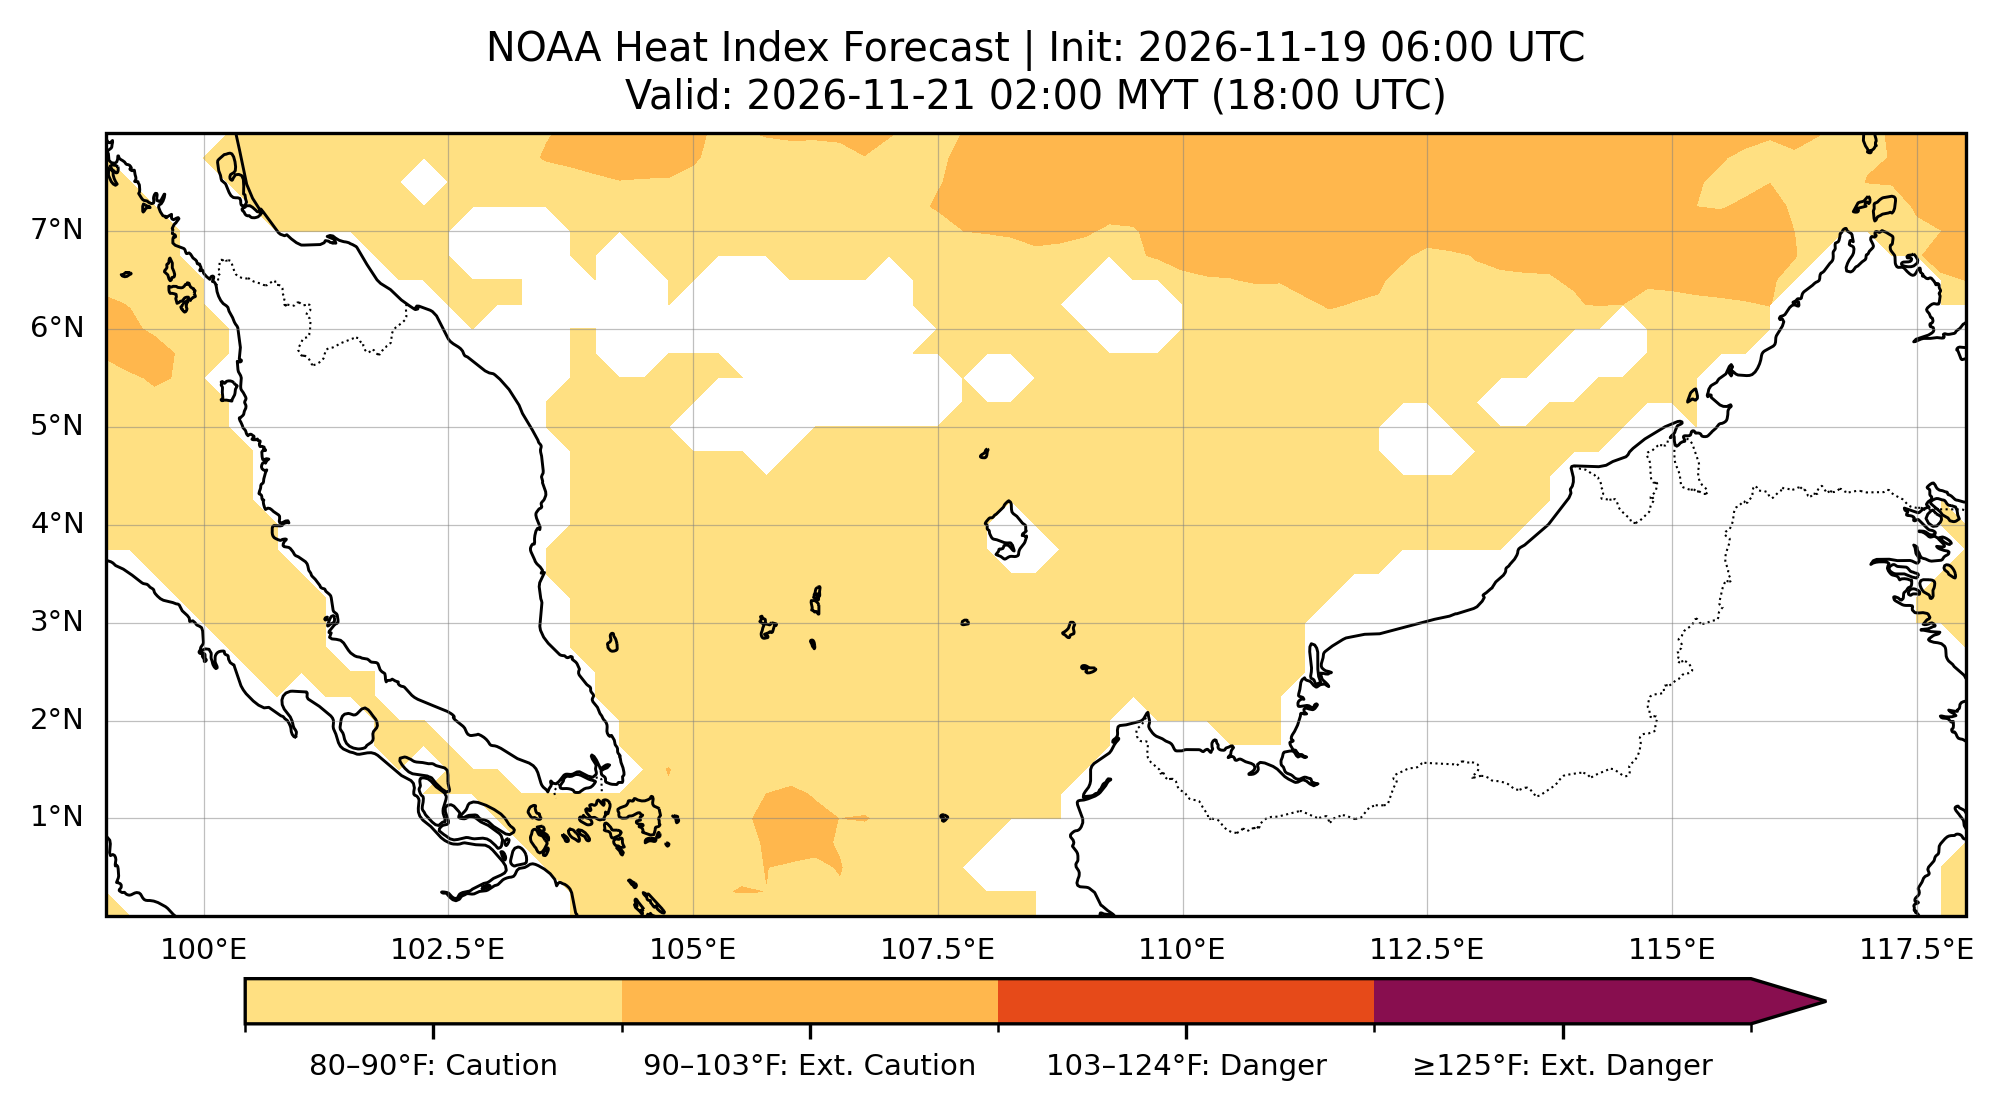 NOAA Heat Index Forecast | Init: 2026-11-19 06:00 UTC
Valid: 2026-11-21 02:00 MYT (18:00 UTC)
7°N
6°N
5°N
4°N
3°N
2°N
1°N
100°E 102.5°E 105°E 107.5°E 110°E 112.5°E 115°E 117.5°E
80–90°F: Caution 90–103°F: Ext. Caution 103–124°F: Danger ≥125°F: Ext. Danger